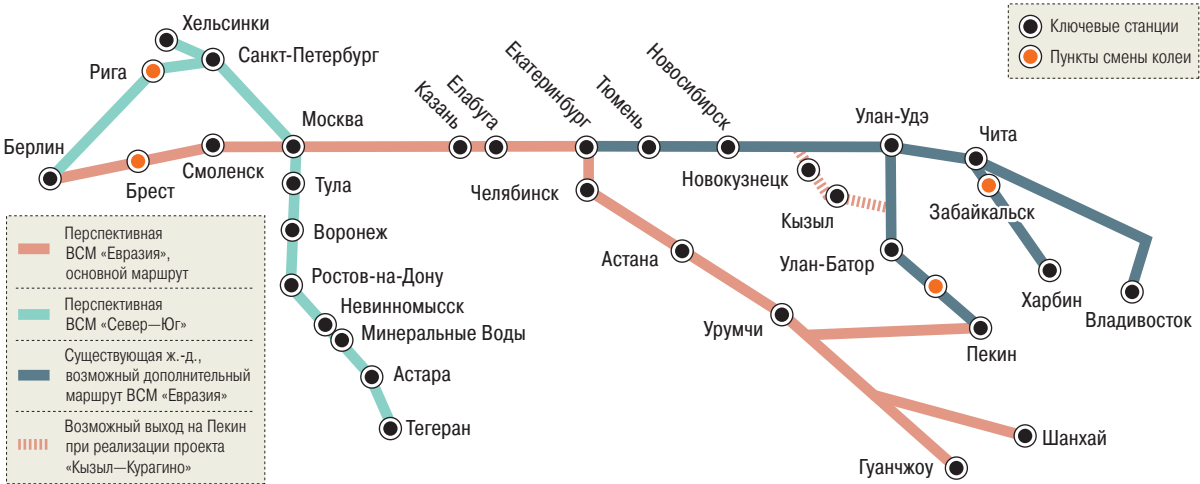 Хельсинки
Санкт-Петербург
Рига
Берлин
Брест
Смоленск
Москва
Казань
Елабуга
Екатеринбург
Тюмень
Новосибирск
Улан-Удэ
Чита
Ключевые станции
Пункты смены колеи
Тула
Воронеж
Ростов-на-Дону
Невинномысск
Минеральные Воды
Астара
Тегеран
Челябинск
Астана
Урумчи
Новокузнецк
Кызыл
Улан-Батор
Забайкальск
Харбин
Владивосток
Пекин
Шанхай
Гуанчжоу
Перспективная
ВСМ «Евразия»,
основной маршрут
Перспективная
ВСМ «Север—Юг»
Существующая ж.-д.,
возможный дополнительный
маршрут ВСМ «Евразия»
Возможный выход на Пекин
при реализации проекта
«Кызыл—Курагино»